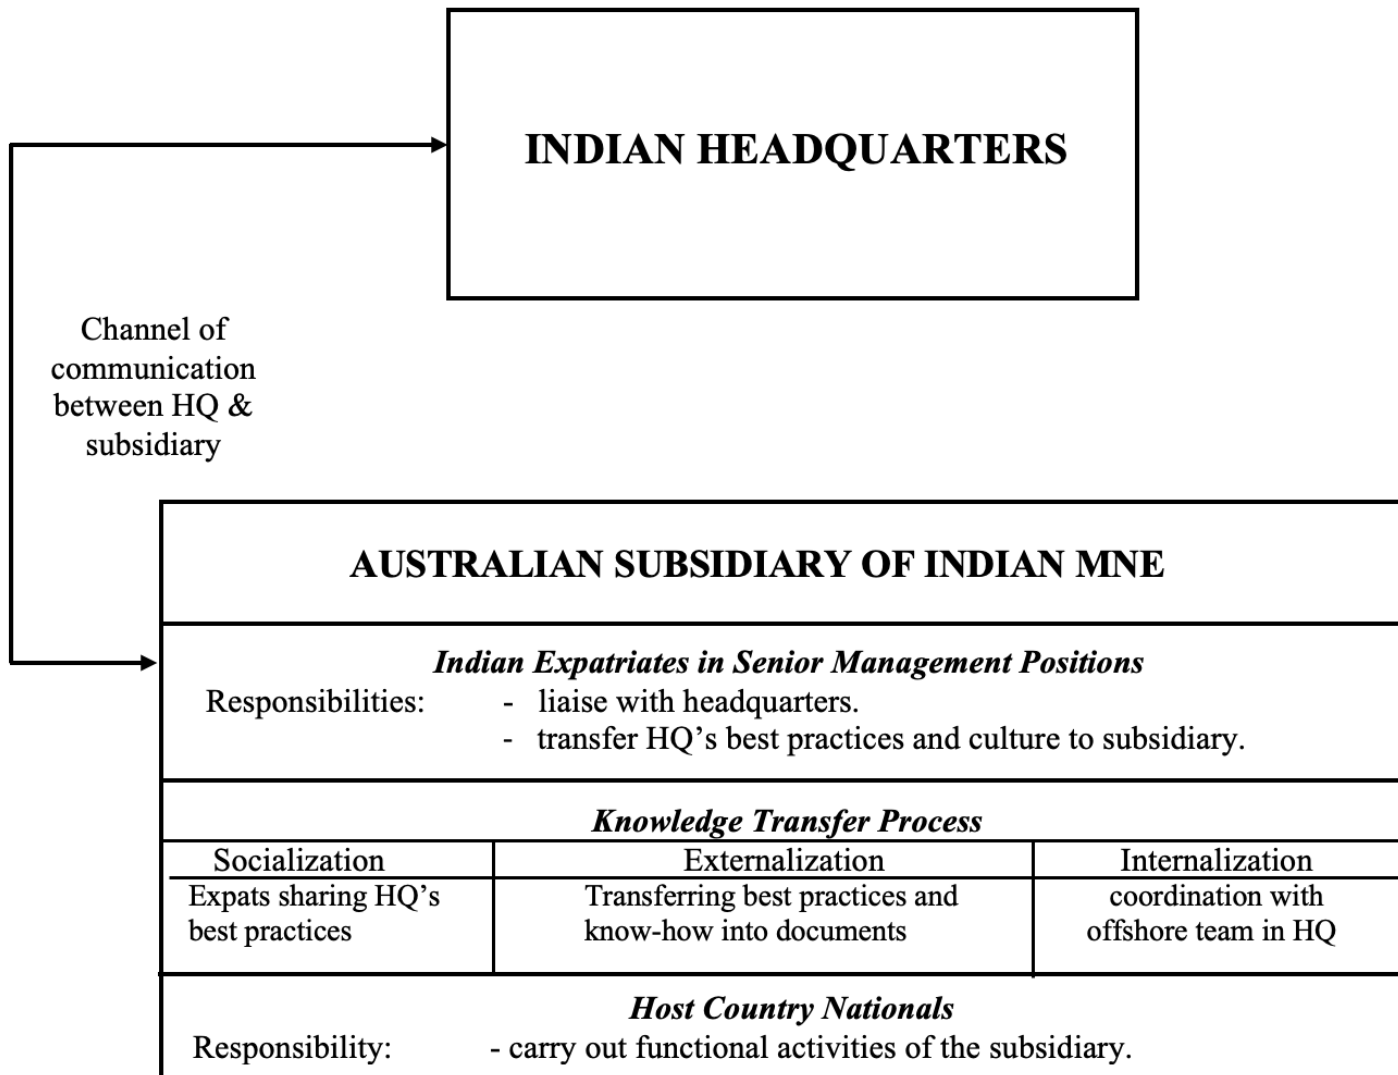 INDIAN HEADQUARTERS
Channel of
communication
between HQ &
subsidiary
AUSTRALIAN SUBSIDIARY OF INDIAN MNE
Indian Expatriates in Senior Management Positions
Responsibilities: - liaise with headquarters.
- transfer HQ’s best practices and culture to subsidiary.
Knowledge Transfer Process
Socialization
Expats sharing HQ’s
best practices
Externalization
Transferring best practices and
know-how into documents
Internalization
coordination with
offshore team in HQ
Host Country Nationals
Responsibility: - carry out functional activities of the subsidiary.